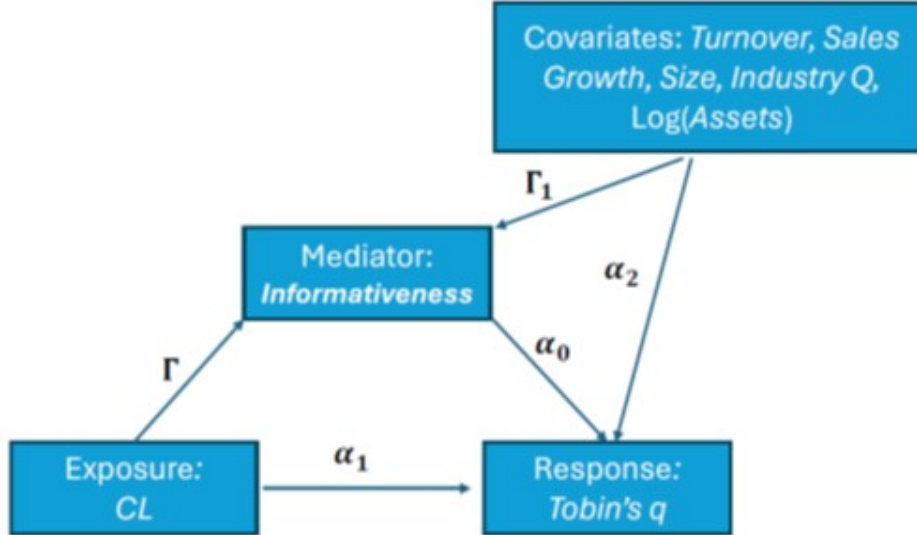 Covariates: Turnover, Sales
Growth, Size, Industry Q,
Log(Assets)
Γ₁
Mediator:
Informativeness
α₂
α₀
Γ
α₁
Exposure:
CL
Response:
Tobin's q